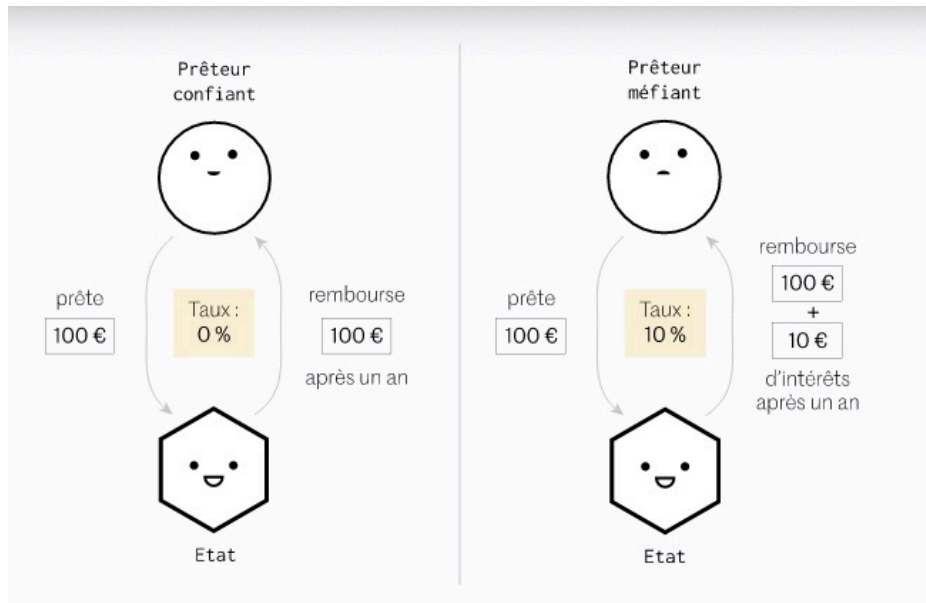 Prêteur
confiant
prête
100 €
Taux :
0 %
rembourse
100 €
après un an
Etat
Prêteur
méfiant
prête
100 €
Taux :
10 %
rembourse
100 €
+
10 €
d'intérêts
après un an
Etat